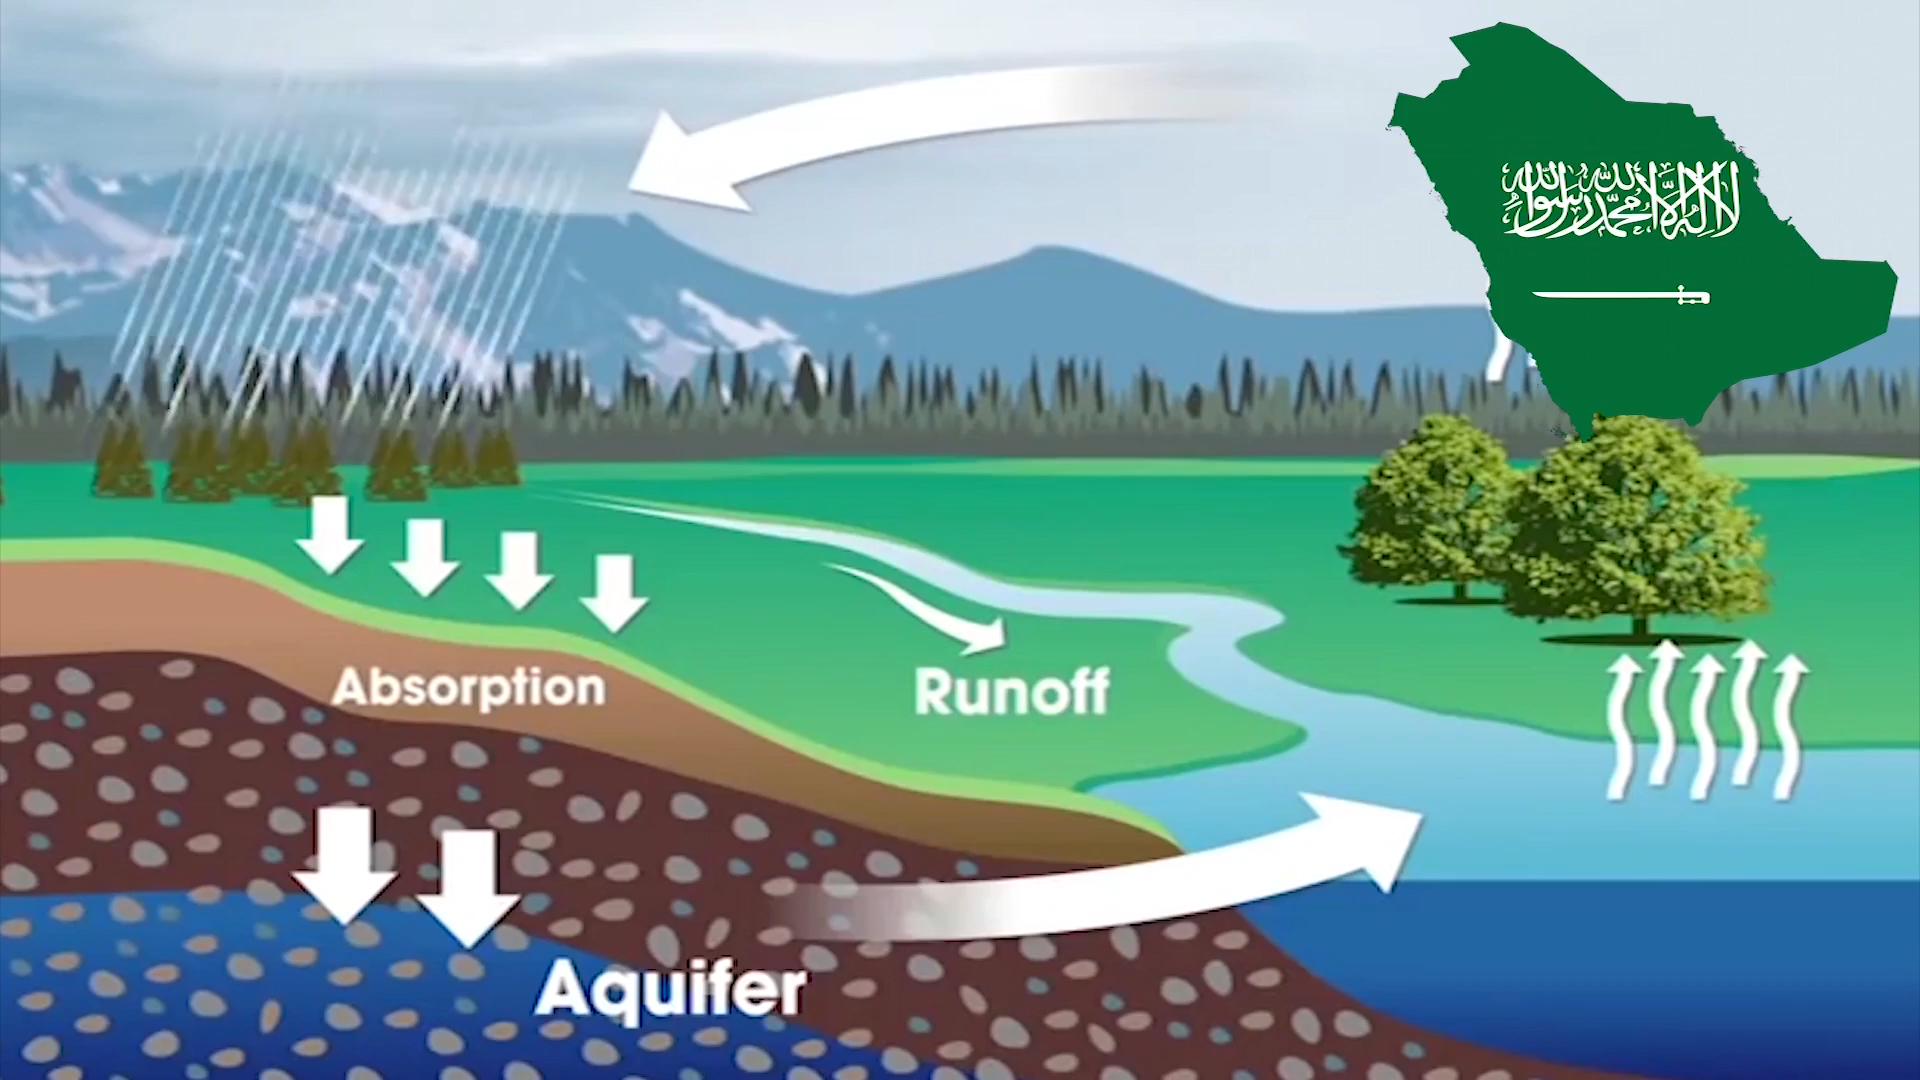 لا إله إلا الله محمد رسول الله
Absorption
Runoff
Aquifer